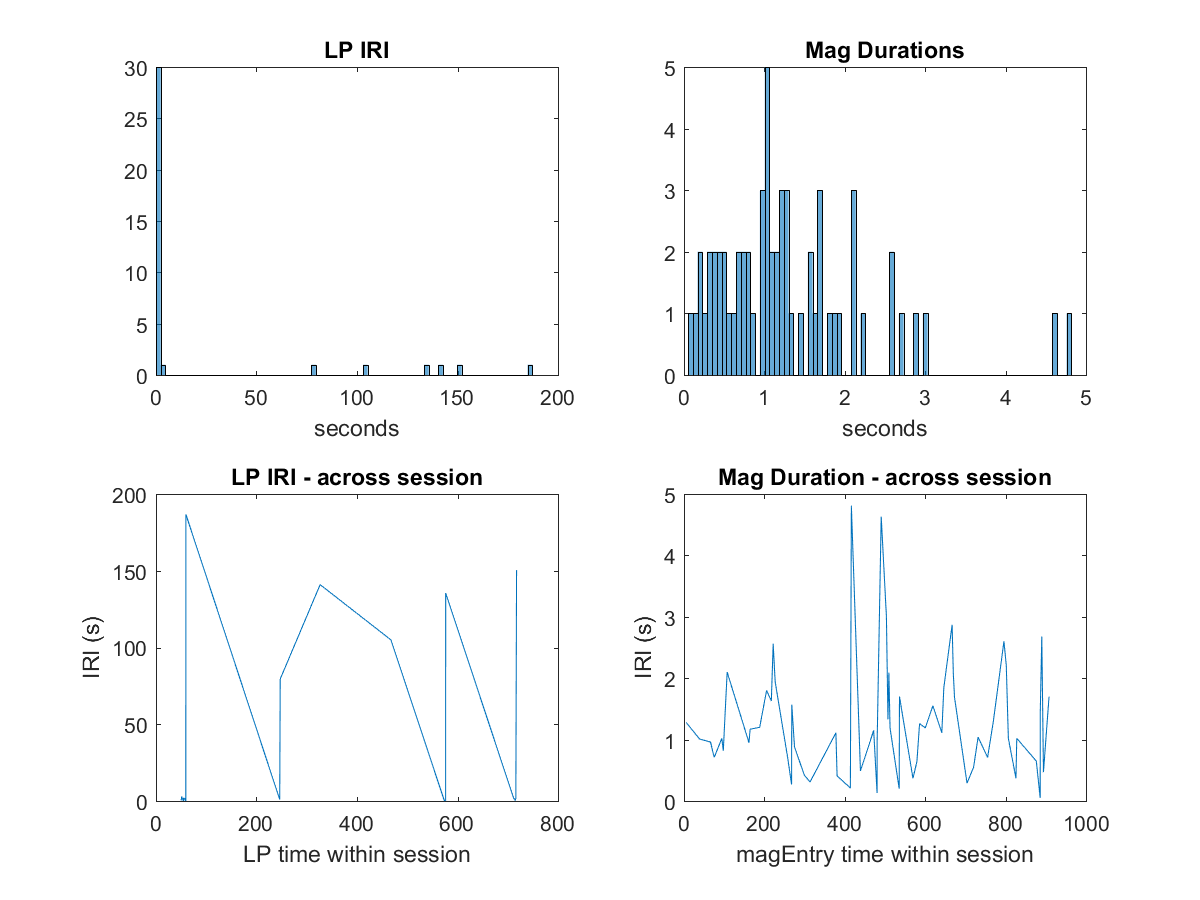 LP IRI
30
25
20
15
10
5
0
0 50 100 150 200
seconds
Mag Durations
5
4
3
2
1
0
0 1 2 3 4 5
seconds
LP IRI - across session
200
150
100
50
0
IRI (s)
0 200 400 600 800
LP time within session
Mag Duration - across session
5
4
3
2
1
0
IRI (s)
0 200 400 600 800 1000
magEntry time within session